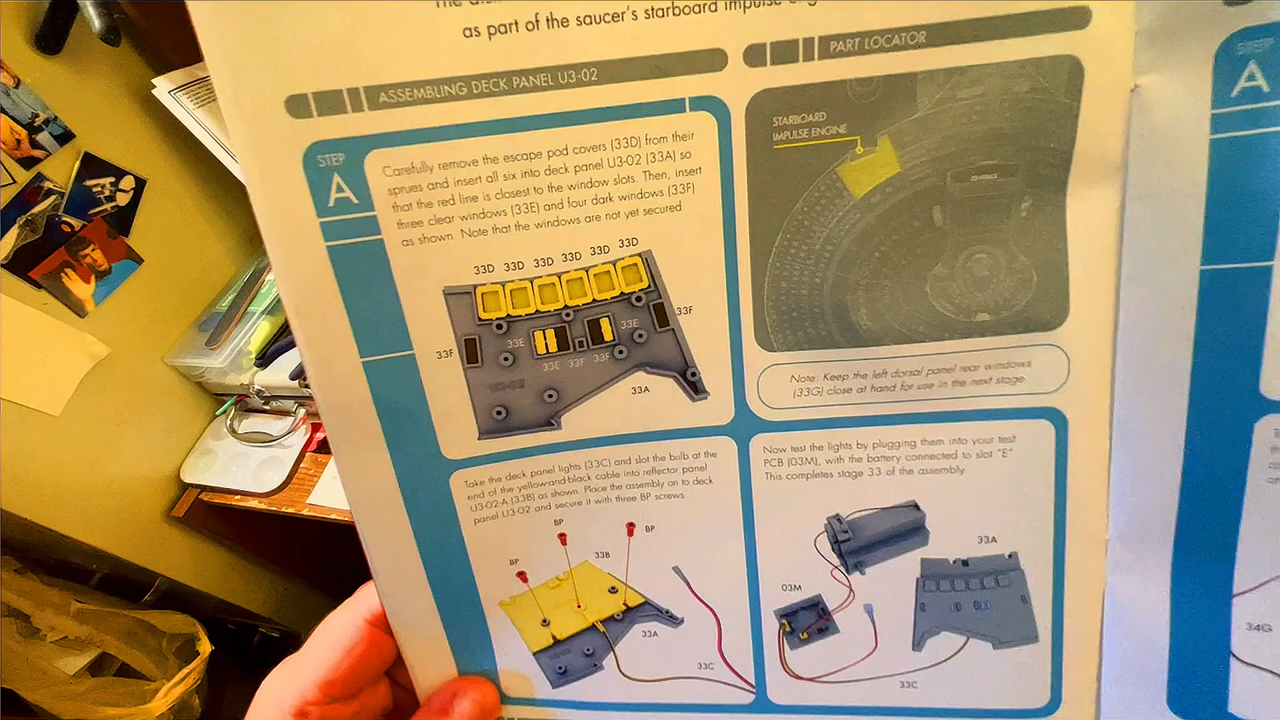 as part of the saucer's starboard impulse
ASSEMBLING DECK PANEL U3-02
STEP
A
Carefully remove the escape pod covers (33D) from their
sprues and insert all six into deck panel U3-02 (33A) so
that the red line is closest to the window slots. Then, insert
three clear windows (33E) and four dark windows (33F)
as shown. Note that the windows are not yet secured.
33D 33D 33D 33D 33D 33D
33F
33E
33E
33F
33F
33E
33F
33A
PART LOCATOR
STARBOARD
IMPULSE ENGINE
Note: Keep the left dorsal panel rear windows
(33G) close at hand for use in the next stage.
Take the deck panel lights (33C) and slot the bulb at the
end of the yellow-and-black cable into reflector panel
U3-02-A (33B) as shown. Place the assembly on to deck
panel U3-02 and secure it with three BP screws.
BP
BP
BP
33B
33A
33C
Now test the lights by plugging them into your test
PCB (03M), with the battery connected to slot "E"
This completes stage 33 of the assembly.
03M
33A
33C
STEP
A
34G